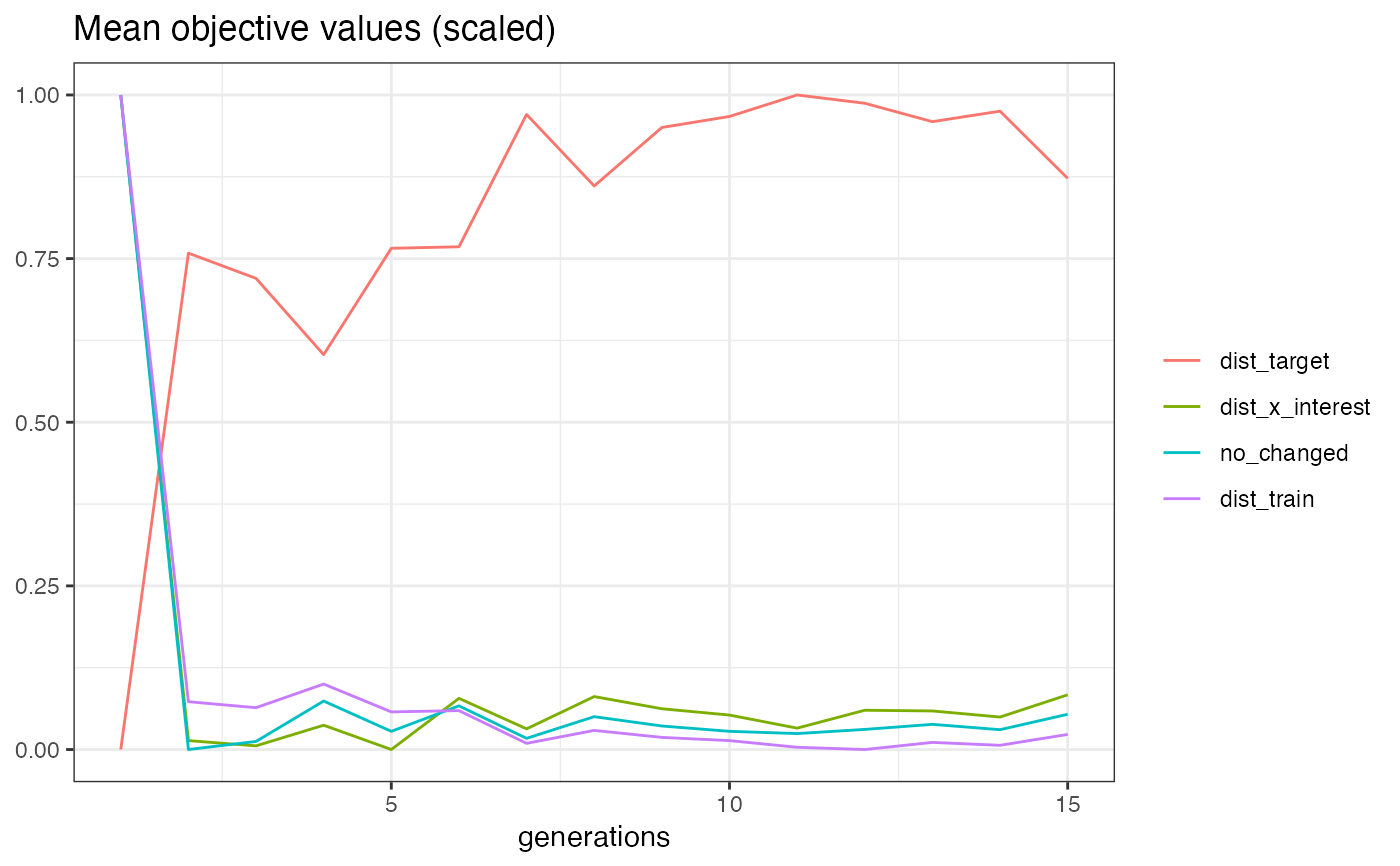 Mean objective values (scaled)
1.00
0.75
0.50
0.25
0.00
5
10
15
generations
dist_target
dist_x_interest
no_changed
dist_train